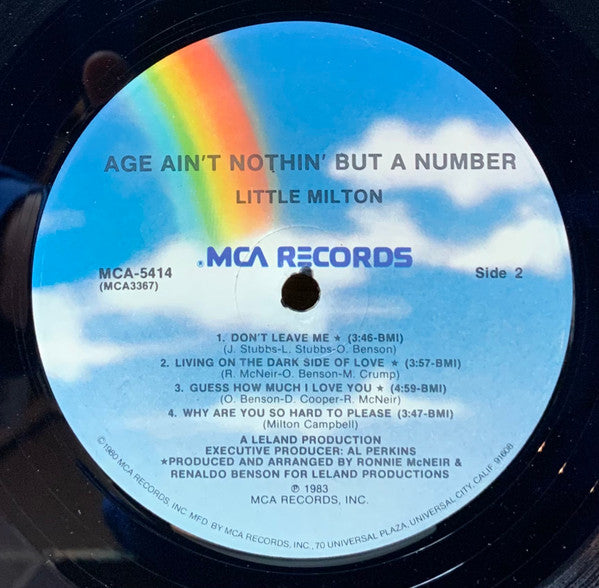 AGE AIN'T NOTHIN' BUT A NUMBER
LITTLE MILTON
MCA RECORDS
MCA-5414
(MCA3367)
Side 2
1. DON'T LEAVE ME ★ (3:46-BMI)
(J. Stubbs-L. Stubbs-O. Benson)
2. LIVING ON THE DARK SIDE OF LOVE ★ (3:57-BMI)
(R. McNeir-O. Benson-M. Crump)
3. GUESS HOW MUCH I LOVE YOU ★ (4:59-BMI)
(O. Benson-D. Cooper-R. McNeir)
4. WHY ARE YOU SO HARD TO PLEASE (3:47-BMI)
(Milton Campbell)
A LELAND PRODUCTION
EXECUTIVE PRODUCER: AL PERKINS
★PRODUCED AND ARRANGED BY RONNIE McNEIR &
RENALDO BENSON FOR LELAND PRODUCTIONS
℗ 1983
MCA RECORDS, INC.
©1980 MCA RECORDS, INC. MFD. BY MCA RECORDS, INC., 70 UNIVERSAL PLAZA, UNIVERSAL CITY, CALIF. 91608